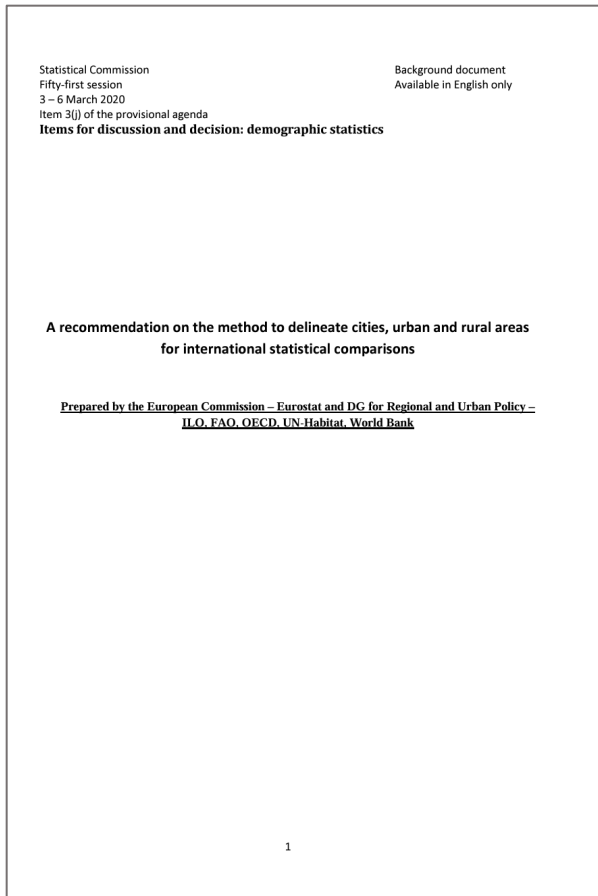 Statistical Commission
Fifty-first session
3 – 6 March 2020
Item 3(j) of the provisional agenda
Items for discussion and decision: demographic statistics
Background document
Available in English only
A recommendation on the method to delineate cities, urban and rural areas
for international statistical comparisons
Prepared by the European Commission – Eurostat and DG for Regional and Urban Policy –
ILO, FAO, OECD, UN-Habitat, World Bank
1